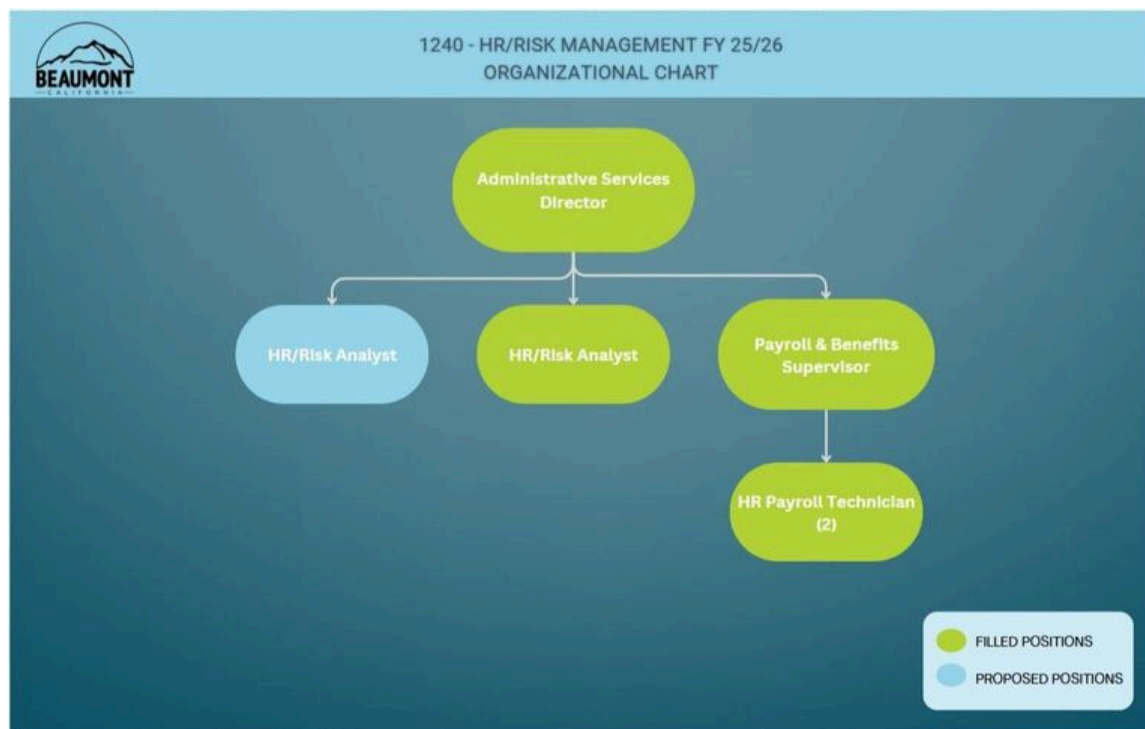 BEAUMONT
CALIFORNIA
1240 - HR/RISK MANAGEMENT FY 25/26
ORGANIZATIONAL CHART
Administrative Services
Director
HR/Risk Analyst
HR/Risk Analyst
Payroll & Benefits
Supervisor
HR Payroll Technician
(2)
FILLED POSITIONS
PROPOSED POSITIONS